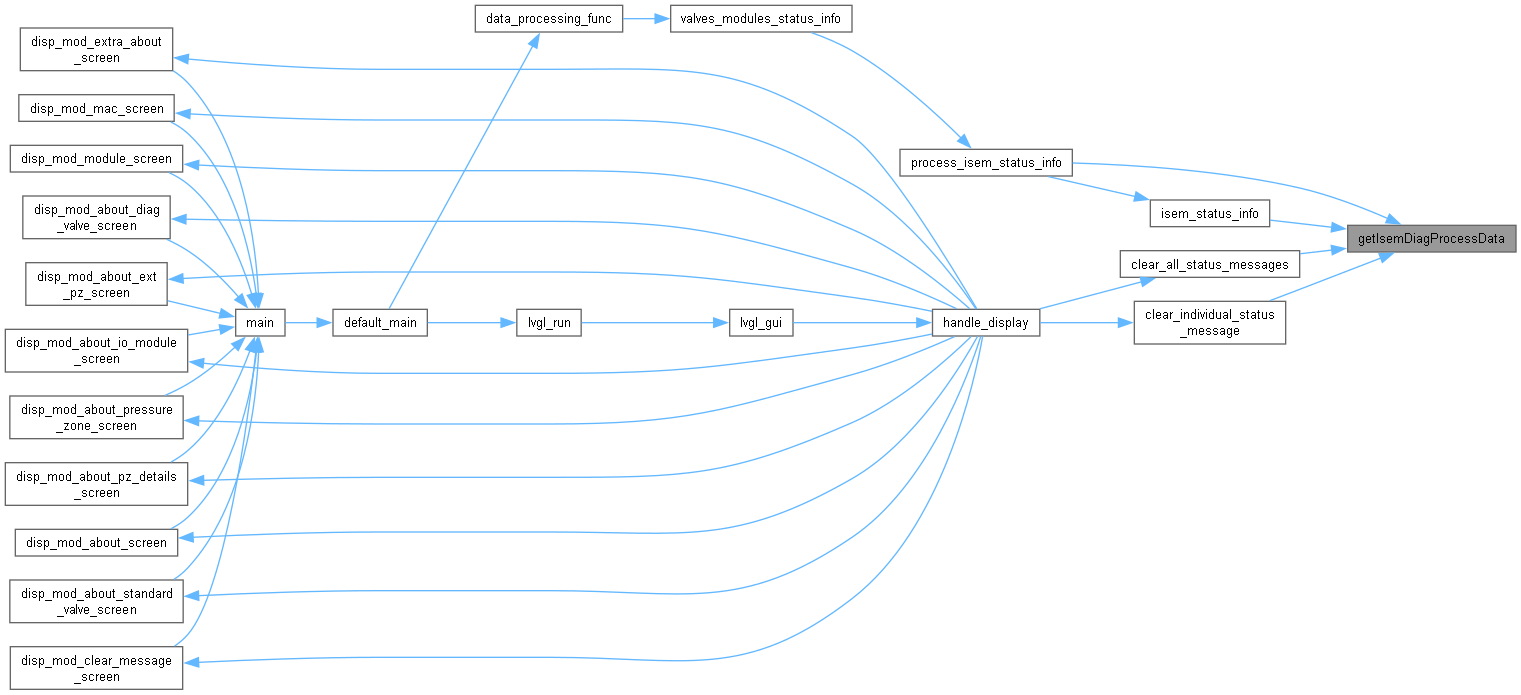 data_processing_func
valves_modules_status_info
disp_mod_extra_about
_screen
disp_mod_mac_screen
disp_mod_module_screen
process_isem_status_info
disp_mod_about_diag
_valve_screen
isem_status_info
getIsemDiagProcessData
clear_all_status_messages
disp_mod_about_ext
_pz_screen
main
default_main
lvgl_run
lvgl_gui
handle_display
clear_individual_status
_message
disp_mod_about_io_module
_screen
disp_mod_about_pressure
_zone_screen
disp_mod_about_pz_details
_screen
disp_mod_about_screen
disp_mod_about_standard
_valve_screen
disp_mod_clear_message
_screen